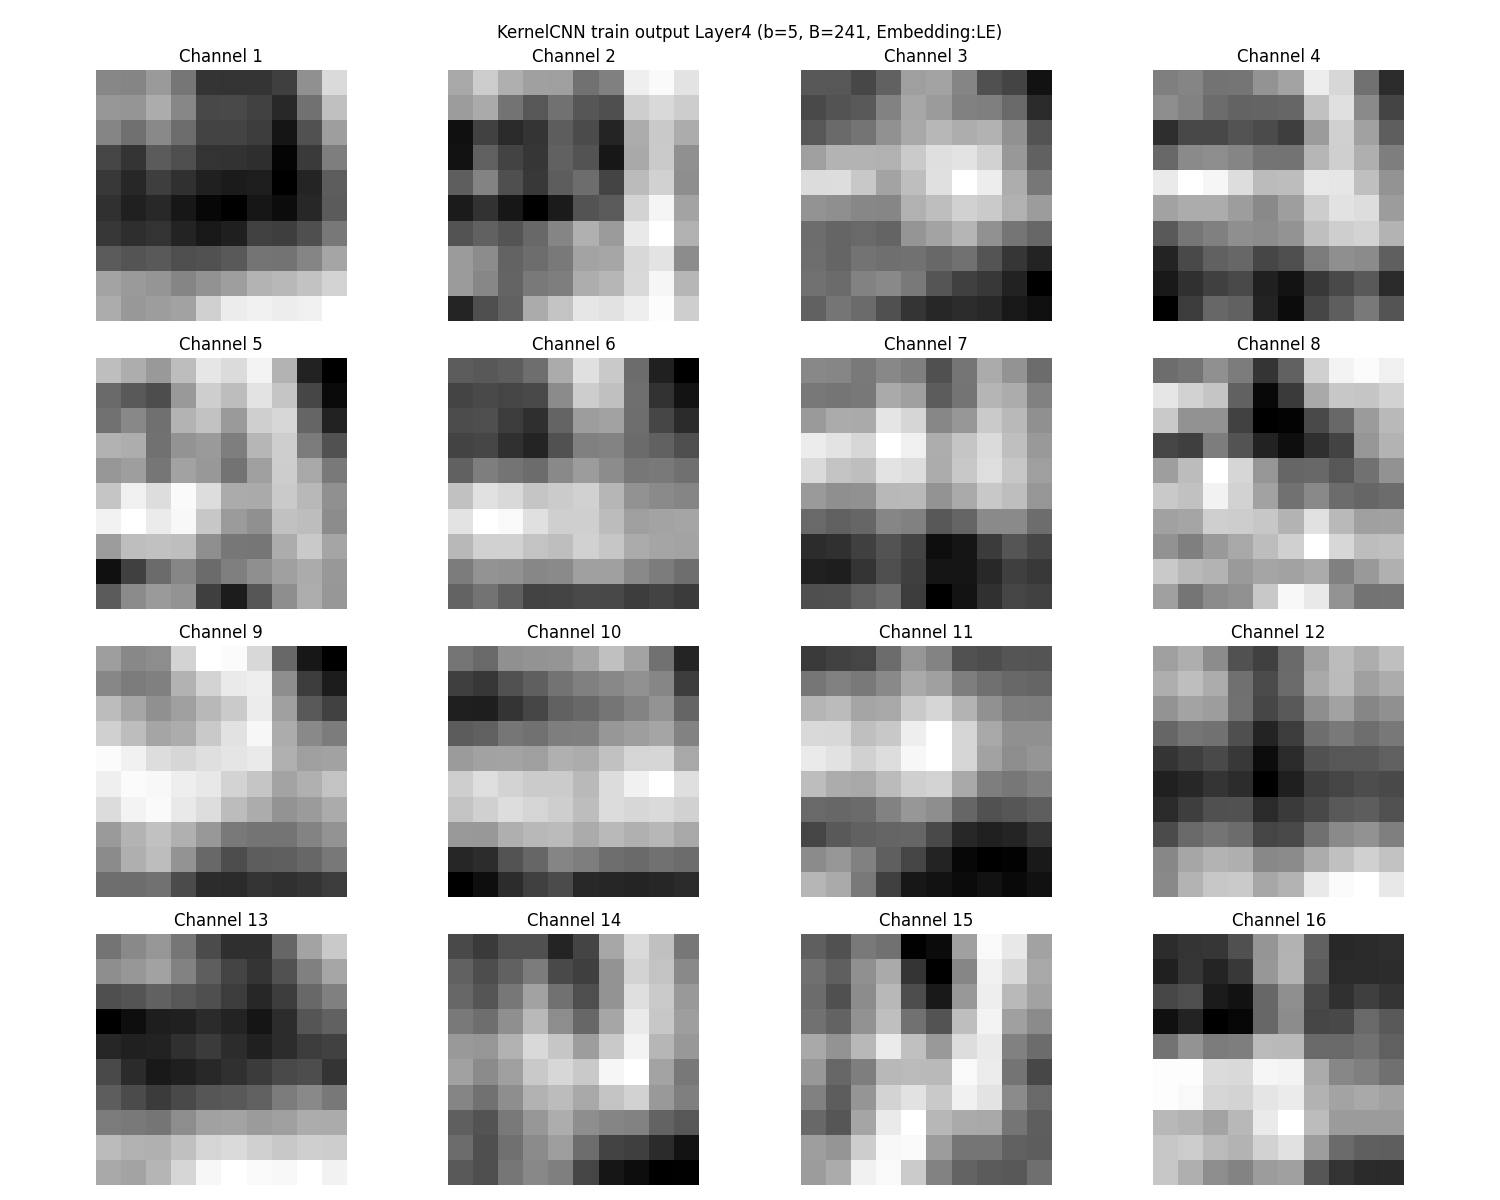 KernelCNN train output Layer4 (b=5, B=241, Embedding:LE)
Channel 1
Channel 2
Channel 3
Channel 4
Channel 5
Channel 6
Channel 7
Channel 8
Channel 9
Channel 10
Channel 11
Channel 12
Channel 13
Channel 14
Channel 15
Channel 16